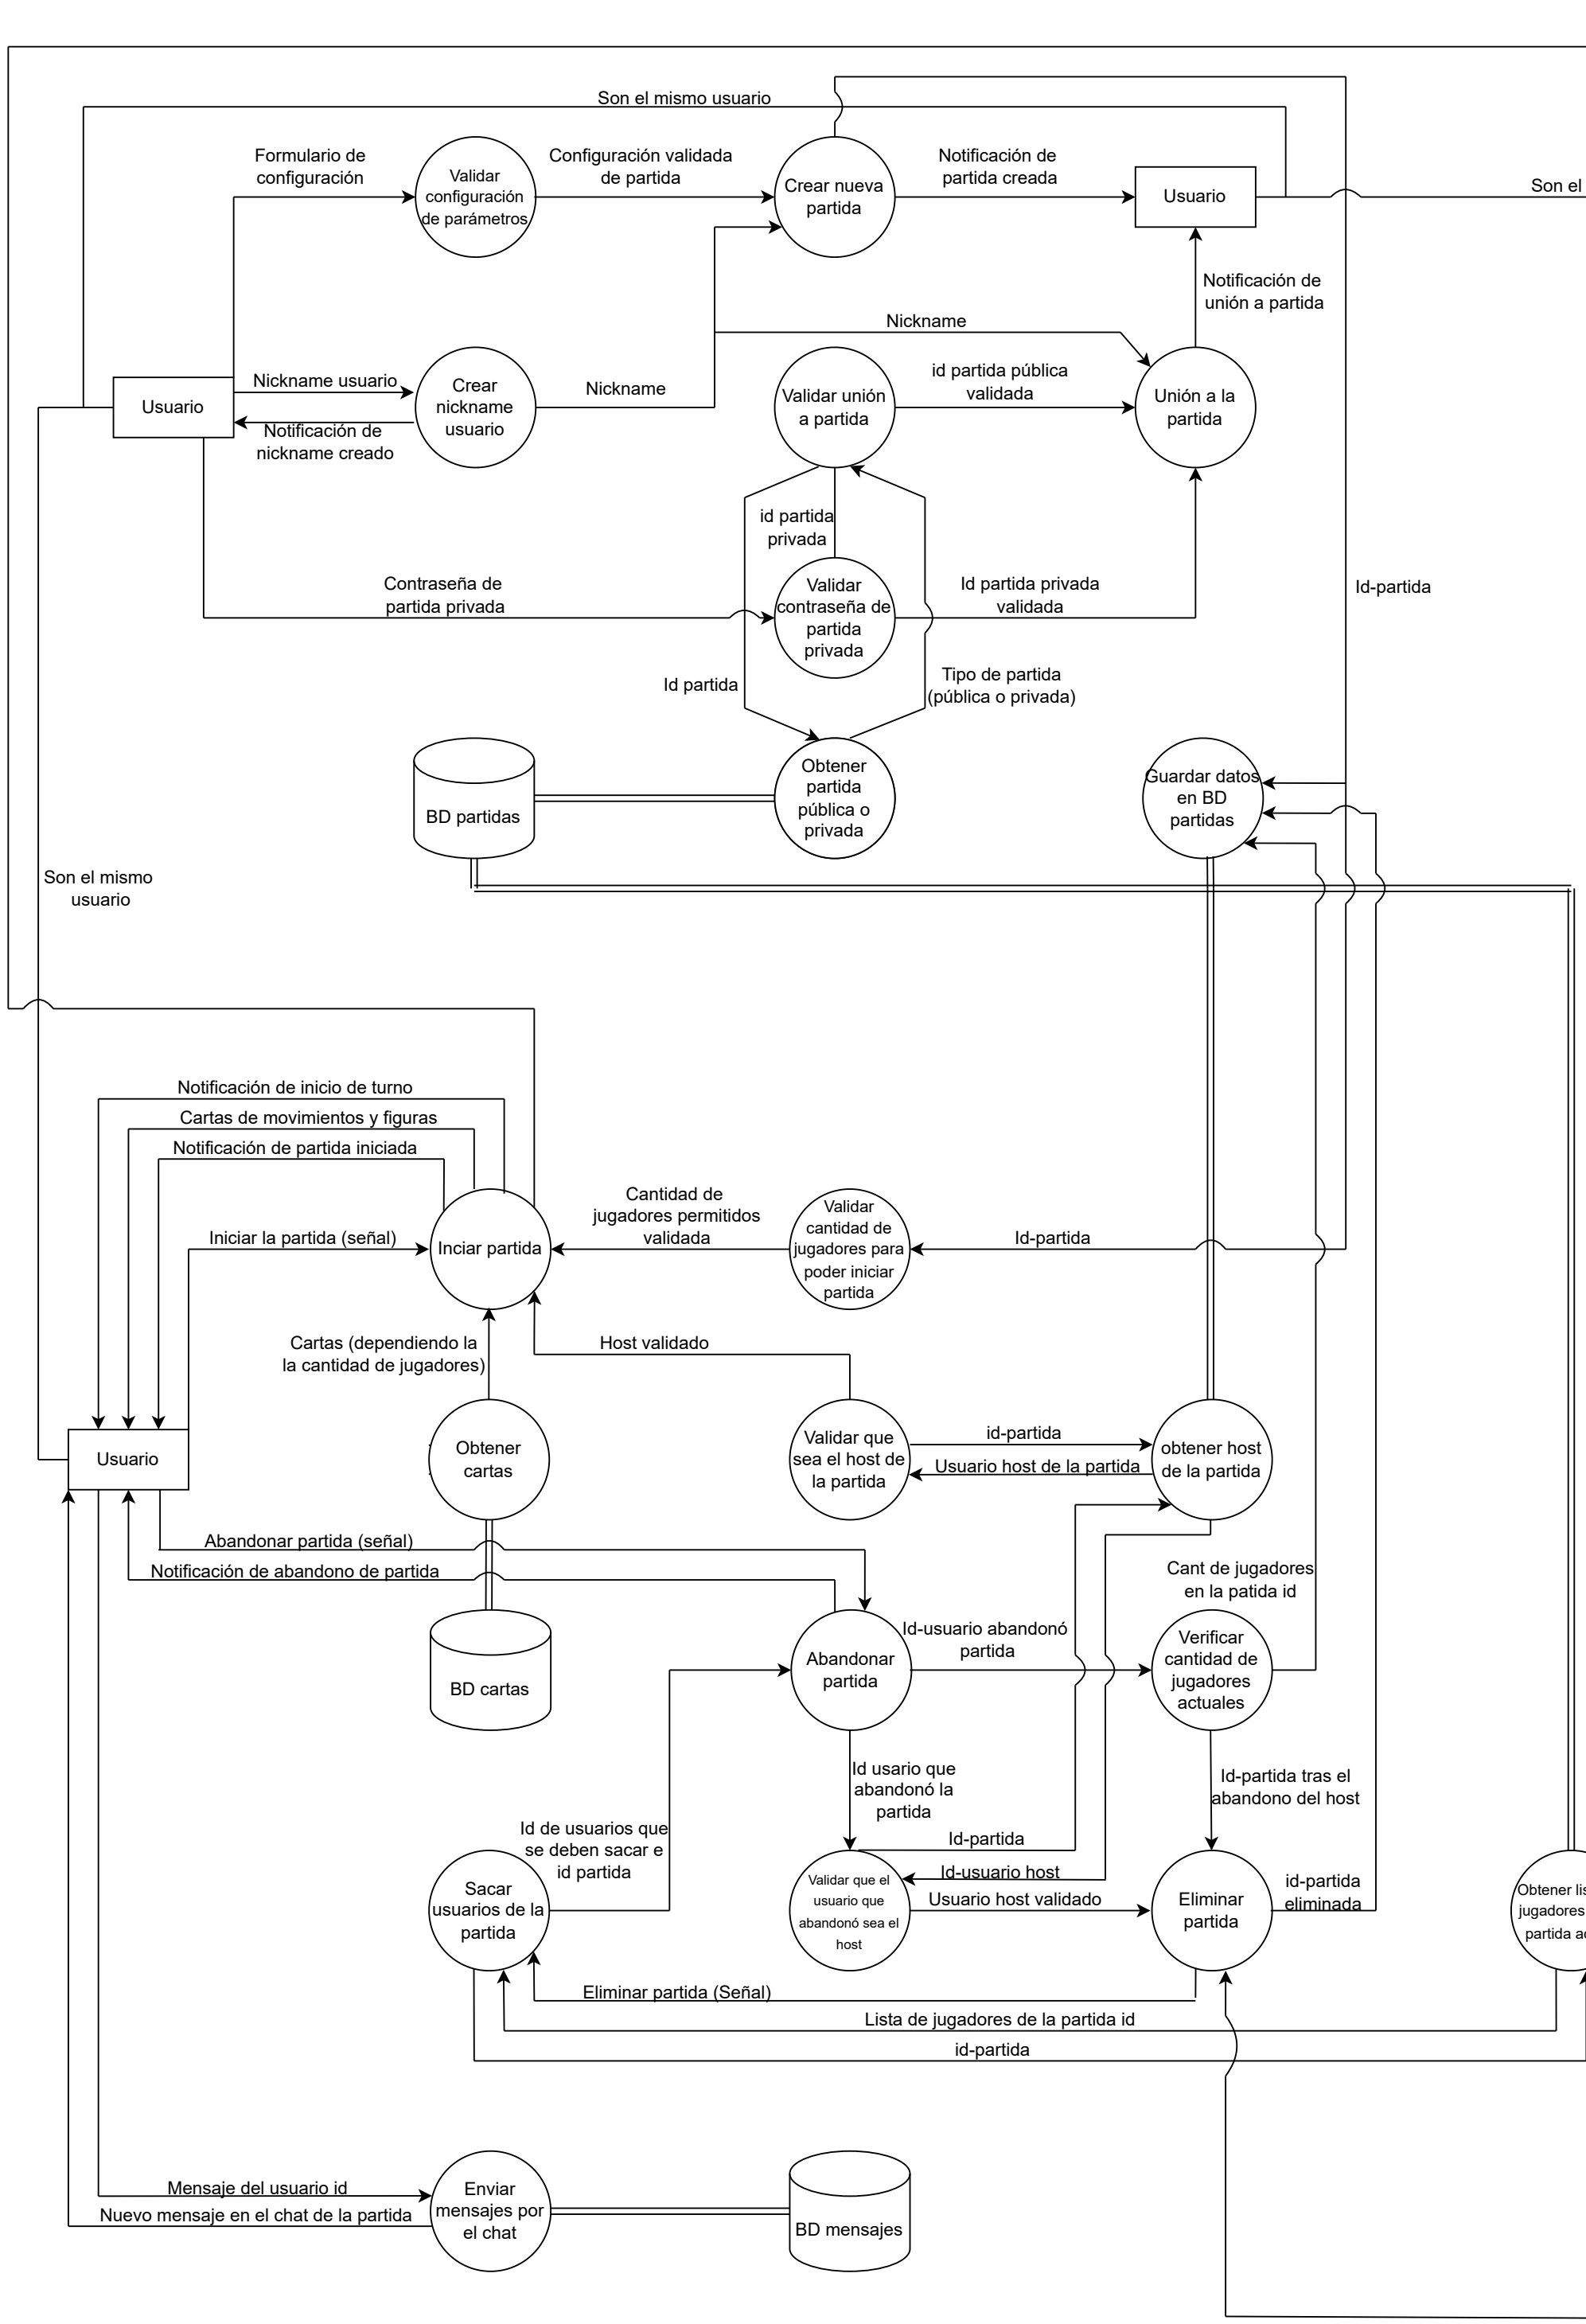 Son el mismo usuario
Formulario de
configuración
Validar
configuración
de parámetros
Configuración validada
de partida
Crear nueva
partida
Notificación de
partida creada
Usuario
Son el
Notificación de
unión a partida
Nickname
Usuario
Nickname usuario
Notificación de
nickname creado
Crear
nickname
usuario
Nickname
Validar unión
a partida
id partida pública
validada
Unión a la
partida
id partida
privada
Contraseña de
partida privada
Validar
contraseña de
partida
privada
Id partida privada
validada
Id-partida
Id partida
Tipo de partida
(pública o privada)
BD partidas
Obtener
partida
pública o
privada
Guardar datos
en BD
partidas
Son el mismo
usuario
Notificación de inicio de turno
Cartas de movimientos y figuras
Notificación de partida iniciada
Iniciar la partida (señal)
Inciar partida
Cantidad de
jugadores permitidos
validada
Validar
cantidad de
jugadores para
poder iniciar
partida
Id-partida
Cartas (dependiendo la
la cantidad de jugadores)
Host validado
Usuario
Obtener
cartas
Validar que
sea el host de
la partida
id-partida
Usuario host de la partida
obtener host
de la partida
Abandonar partida (señal)
Notificación de abandono de partida
Cant de jugadores
en la patida id
BD cartas
Abandonar
partida
Id-usuario abandonó
partida
Verificar
cantidad de
jugadores
actuales
Id usario que
abandonó la
partida
Id-partida tras el
abandono del host
Id de usuarios que
se deben sacar e
id partida
Id-partida
Id-usuario host
Usuario host validado
Sacar
usuarios de la
partida
Validar que el
usuario que
abandonó sea el
host
Eliminar
partida
id-partida
eliminada
Obtener lis
jugadores
partida a
Eliminar partida (Señal)
Lista de jugadores de la partida id
id-partida
Mensaje del usuario id
Nuevo mensaje en el chat de la partida
Enviar
mensajes por
el chat
BD mensajes